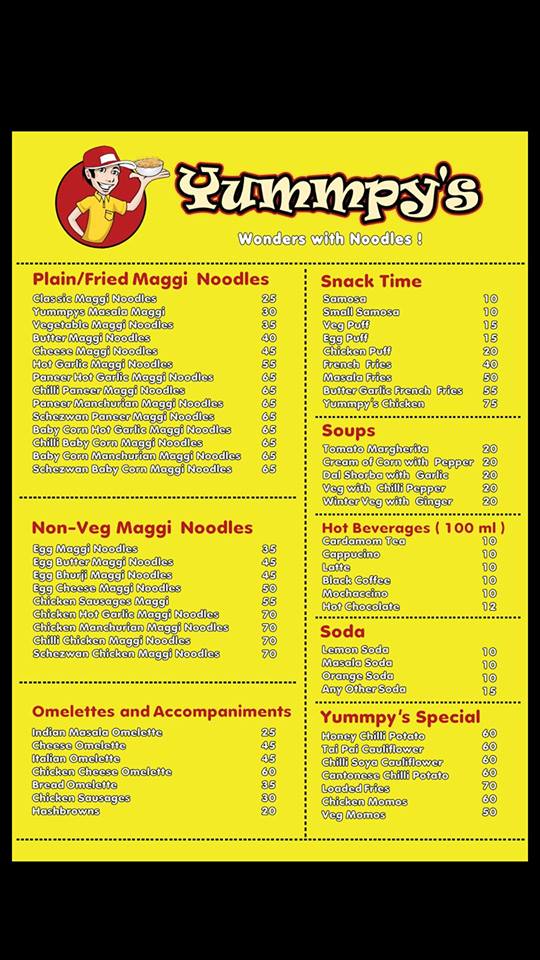 Yummpy's
Wonders with Noodles !
Plain/Fried Maggi Noodles
Classic Maggi Noodles 25
Yummpys Masala Maggi 30
Vegetable Maggi Noodles 35
Butter Maggi Noodles 40
Cheese Maggi Noodles 45
Hot Garlic Maggi Noodles 55
Paneer Hot Garlic Maggi Noodles 65
Chilli Paneer Maggi Noodles 65
Paneer Manchurian Maggi Noodles 65
Schezwan Paneer Maggi Noodles 65
Baby Corn Hot Garlic Maggi Noodles 65
Chilli Baby Corn Maggi Noodles 65
Baby Corn Manchurian Maggi Noodles 65
Schezwan Baby Corn Maggi Noodles 65
Non-Veg Maggi Noodles
Egg Maggi Noodles 35
Egg Butter Maggi Noodles 45
Egg Bhurji Maggi Noodles 45
Egg Cheese Maggi Noodles 50
Chicken Sausages Maggi 55
Chicken Hot Garlic Maggi Noodles 70
Chicken Manchurian Maggi Noodles 70
Chilli Chicken Maggi Noodles 70
Schezwan Chicken Maggi Noodles 70
Omelettes and Accompaniments
Indian Masala Omelette 25
Cheese Omelette 45
Italian Omelette 45
Chicken Cheese Omelette 60
Bread Omelette 35
Chicken Sausages 30
Hashbrowns 20
Snack Time
Samosa 10
Small Samosa 10
Veg Puff 15
Egg Puff 15
Chicken Puff 20
French Fries 40
Masala Fries 50
Butter Garlic French Fries 55
Yummpy's Chicken 75
Soups
Tomato Margherita 20
Cream of Corn with Pepper 20
Dal Shorba with Garlic 20
Veg with Chilli Pepper 20
Winter Veg with Ginger 20
Hot Beverages ( 100 ml )
Cardamom Tea 10
Cappucino 10
Latte 10
Black Coffee 10
Mochaccino 10
Hot Chocolate 12
Soda
Lemon Soda 10
Masala Soda 10
Orange Soda 10
Any Other Soda 15
Yummpy's Special
Honey Chilli Potato 60
Tai Pai Cauliflower 60
Chilli Soya Cauliflower 60
Cantonese Chilli Potato 60
Loaded Fries 70
Chicken Momos 60
Veg Momos 50